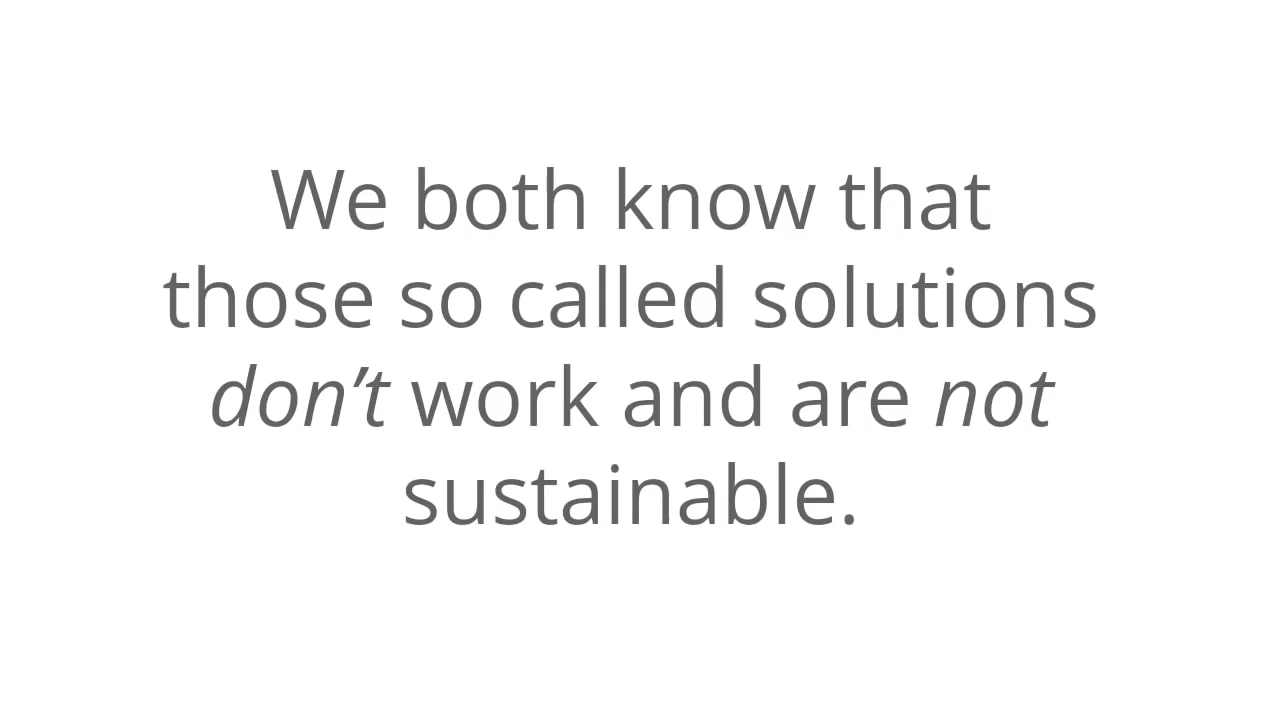 We both know that
those so called solutions
don’t work and are not
sustainable.